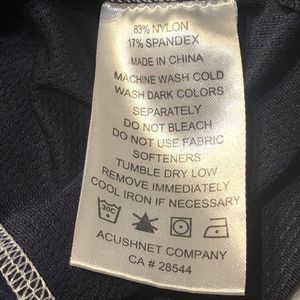 83% NYLON
17% SPANDEX
MADE IN CHINA
MACHINE WASH COLD
WASH DARK COLORS
SEPARATELY
DO NOT BLEACH
DO NOT USE FABRIC
SOFTENERS
TUMBLE DRY LOW
REMOVE IMMEDIATELY
COOL IRON IF NECESSARY
30C
ACUSHNET COMPANY
CA # 28544